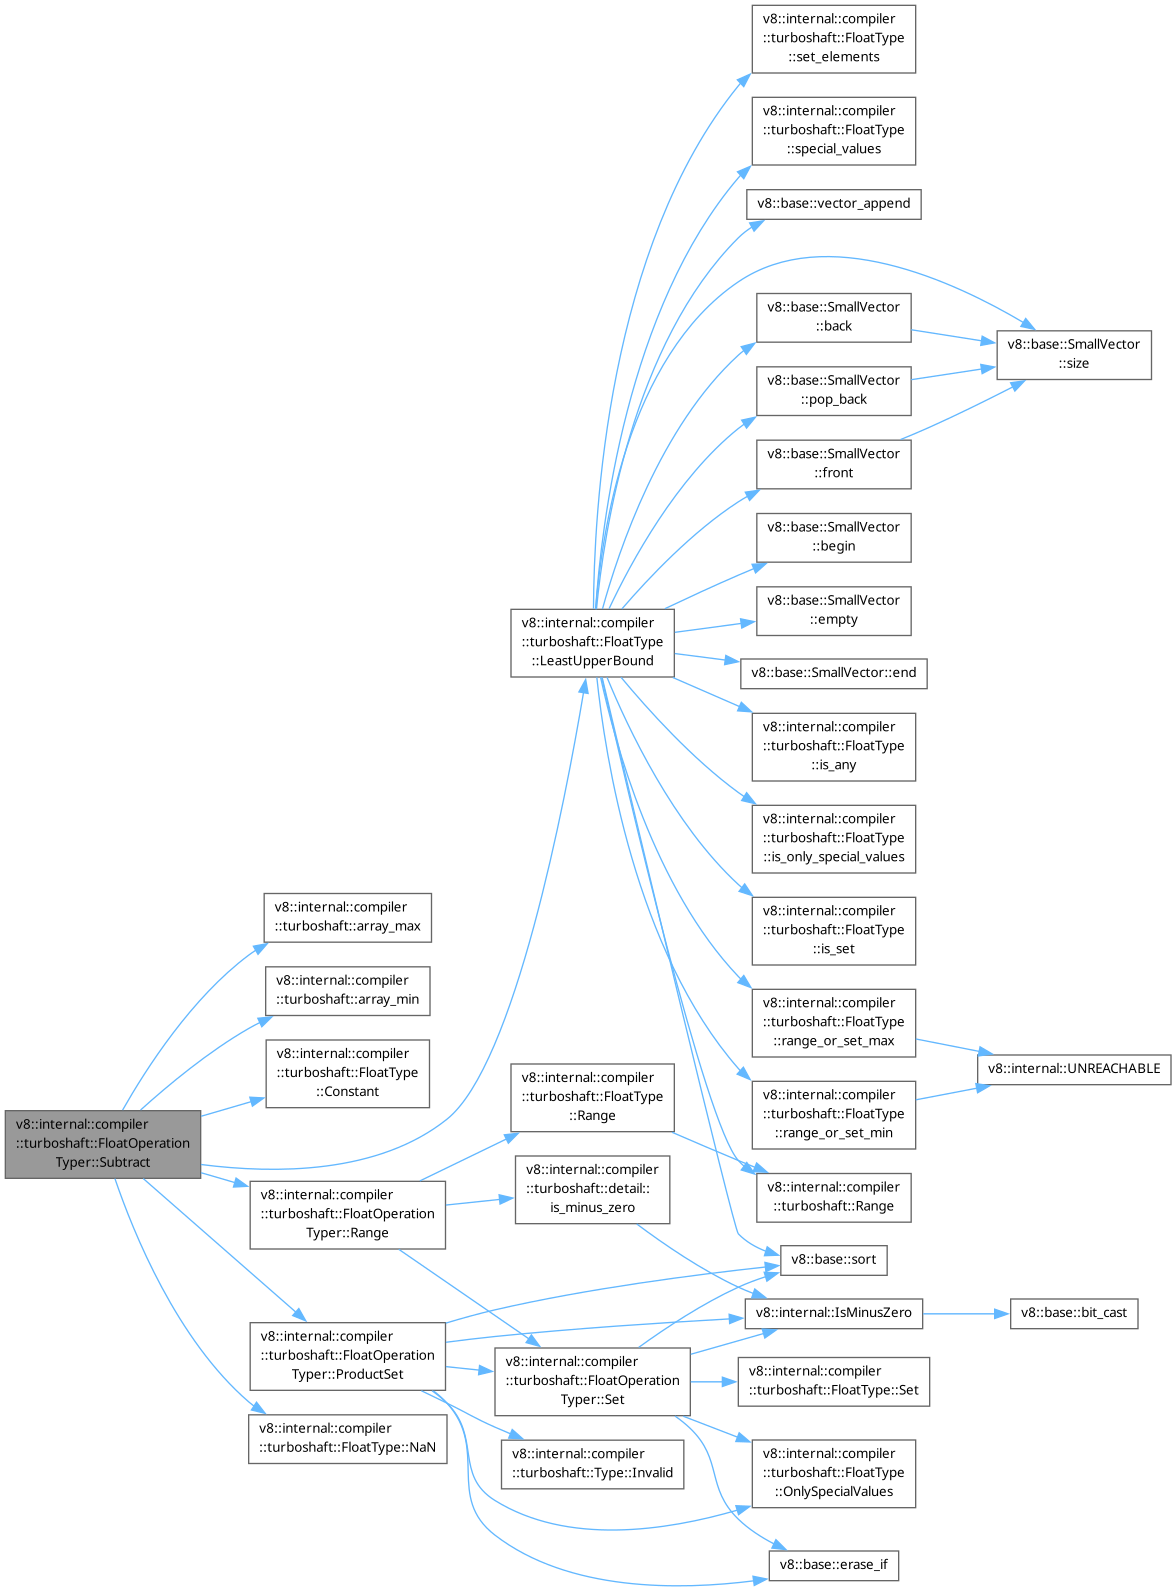 v8::internal::compiler
::turboshaft::FloatType
::set_elements
v8::internal::compiler
::turboshaft::FloatType
::special_values
v8::base::vector_append
v8::base::SmallVector
::back
v8::base::SmallVector
::size
v8::base::SmallVector
::pop_back
v8::base::SmallVector
::front
v8::base::SmallVector
::begin
v8::base::SmallVector
::empty
v8::internal::compiler
::turboshaft::FloatType
::LeastUpperBound
v8::base::SmallVector::end
v8::internal::compiler
::turboshaft::FloatType
::is_any
v8::internal::compiler
::turboshaft::FloatType
::is_only_special_values
v8::internal::compiler
::turboshaft::array_max
v8::internal::compiler
::turboshaft::FloatType
::is_set
v8::internal::compiler
::turboshaft::array_min
v8::internal::compiler
::turboshaft::FloatType
::range_or_set_max
v8::internal::compiler
::turboshaft::FloatType
::Constant
v8::internal::UNREACHABLE
v8::internal::compiler
::turboshaft::FloatType
::Range
v8::internal::compiler
::turboshaft::FloatType
::range_or_set_min
v8::internal::compiler
::turboshaft::FloatOperation
Typer::Subtract
v8::internal::compiler
::turboshaft::detail::
is_minus_zero
v8::internal::compiler
::turboshaft::Range
v8::internal::compiler
::turboshaft::FloatOperation
Typer::Range
v8::base::sort
v8::internal::IsMinusZero
v8::base::bit_cast
v8::internal::compiler
::turboshaft::FloatOperation
Typer::ProductSet
v8::internal::compiler
::turboshaft::FloatOperation
Typer::Set
v8::internal::compiler
::turboshaft::FloatType::Set
v8::internal::compiler
::turboshaft::FloatType::NaN
v8::internal::compiler
::turboshaft::Type::Invalid
v8::internal::compiler
::turboshaft::FloatType
::OnlySpecialValues
v8::base::erase_if